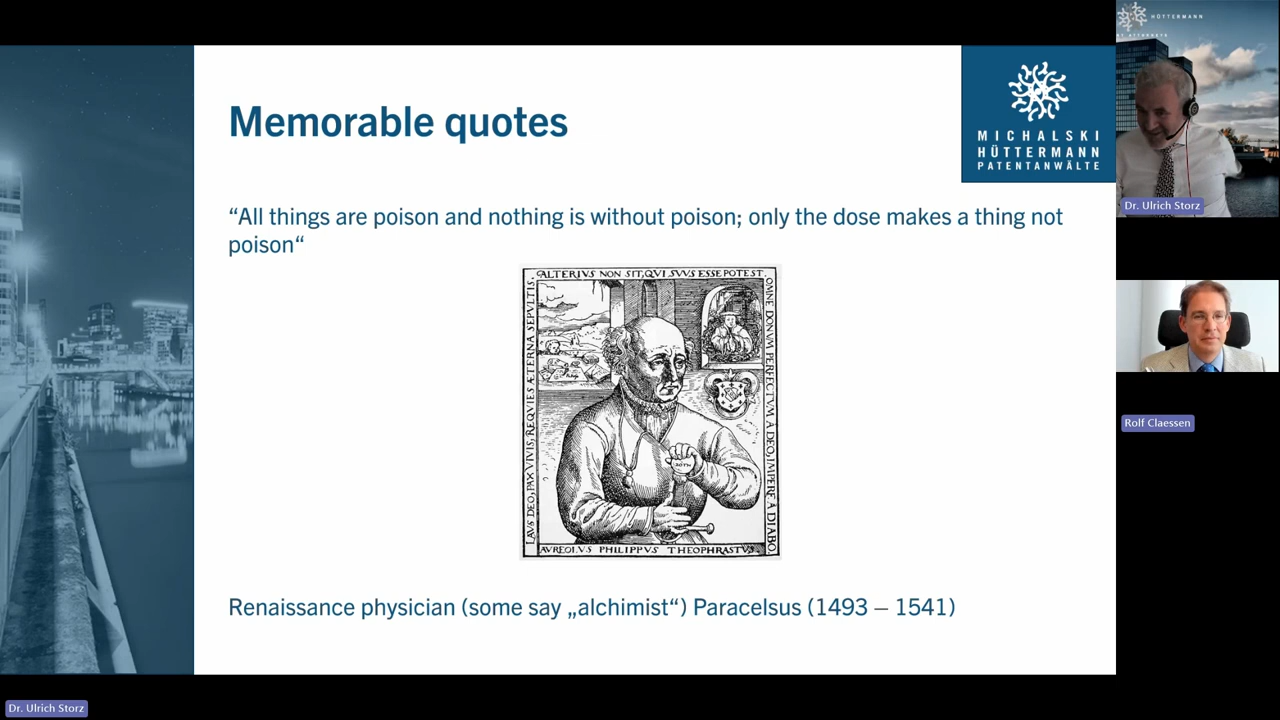 Memorable quotes
MICHALSKI
HÜTTERMANN
PATENTANWÄLTE
“All things are poison and nothing is without poison; only the dose makes a thing not
poison“
ALTERIVS NON SIT, QVI SVVS ESSE POTEST.
OMNE DONVM PERFECTVM A DEO, IMPERF. A DIABO.
LAVS DEO, PAX VIVIS, REQVIES ÆTERNA SEPVLTIS.
AVREOLVS PHILIPPVS THEOPHRASTVS
Renaissance physician (some say „alchimist“) Paracelsus (1493 – 1541)
HÜTTERMANN
Dr. Ulrich Storz
Rolf Claessen
Dr. Ulrich Storz